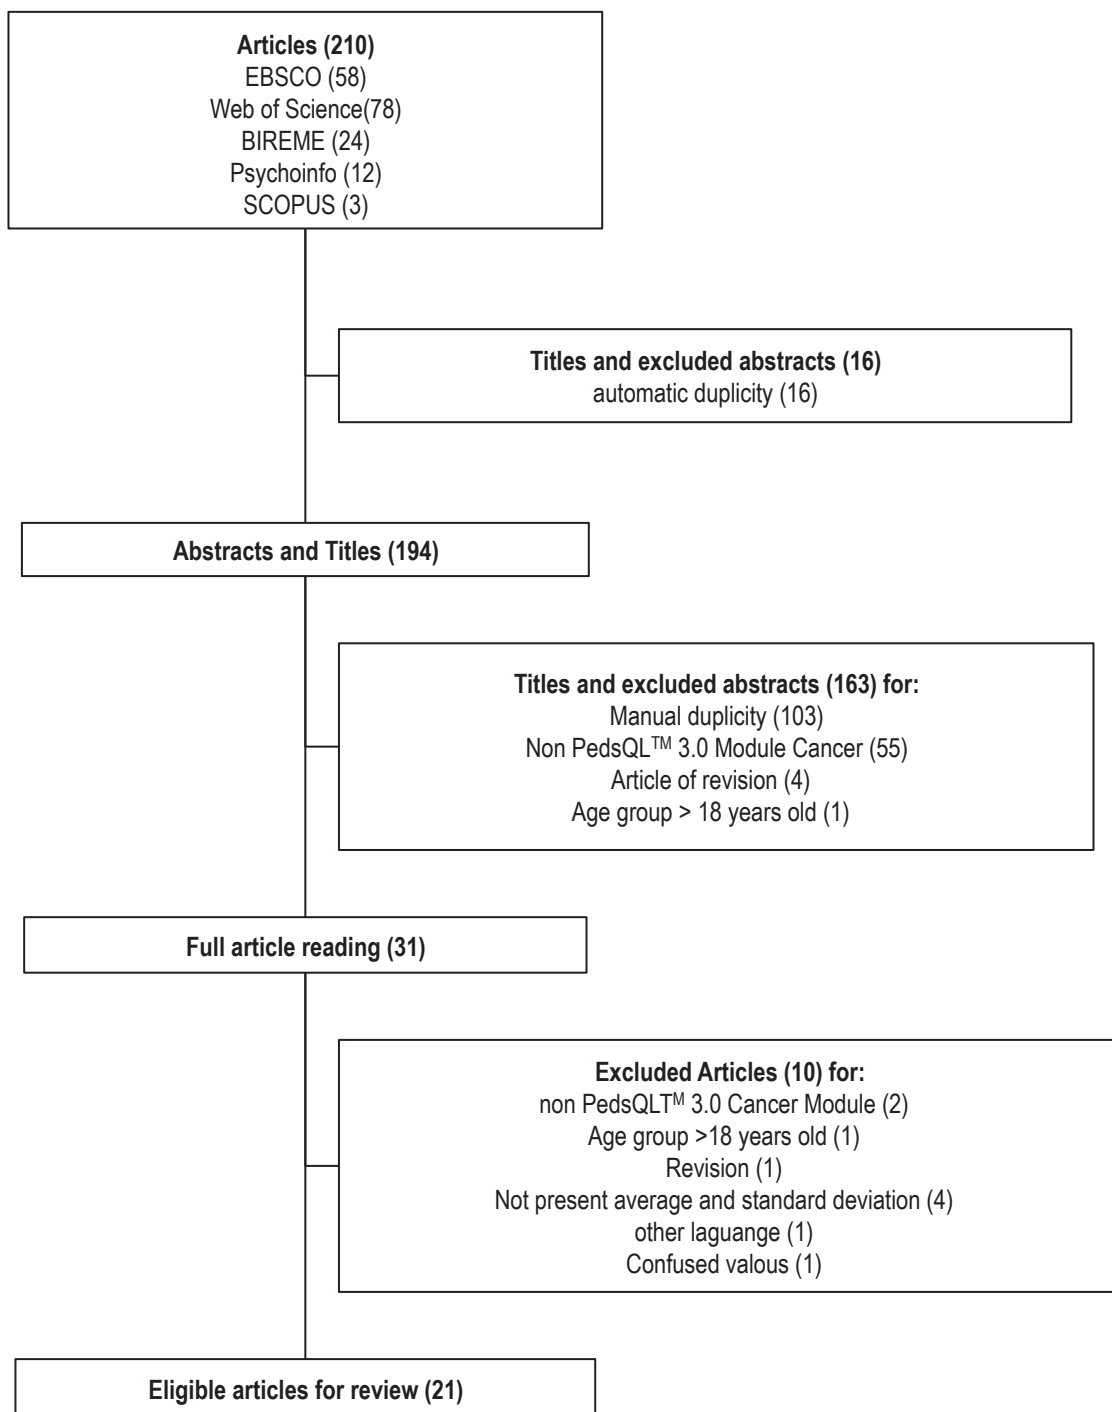 Articles (210)
EBSCO (58)
Web of Science(78)
BIREME (24)
Psychoinfo (12)
SCOPUS (3)
Titles and excluded abstracts (16)
automatic duplicity (16)
Abstracts and Titles (194)
Titles and excluded abstracts (163) for:
Manual duplicity (103)
Non PedsQL™ 3.0 Module Cancer (55)
Article of revision (4)
Age group > 18 years old (1)
Full article reading (31)
Excluded Articles (10) for:
non PedsQLT™ 3.0 Cancer Module (2)
Age group >18 years old (1)
Revision (1)
Not present average and standard deviation (4)
other laguange (1)
Confused valous (1)
Eligible articles for review (21)